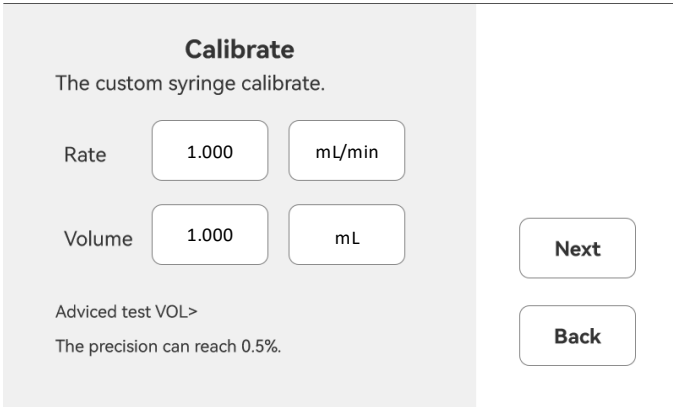 Calibrate
The custom syringe calibrate.
Rate 1.000 mL/min
Volume 1.000 mL
Next
Adviced test VOL>
Back
The precision can reach 0.5%.